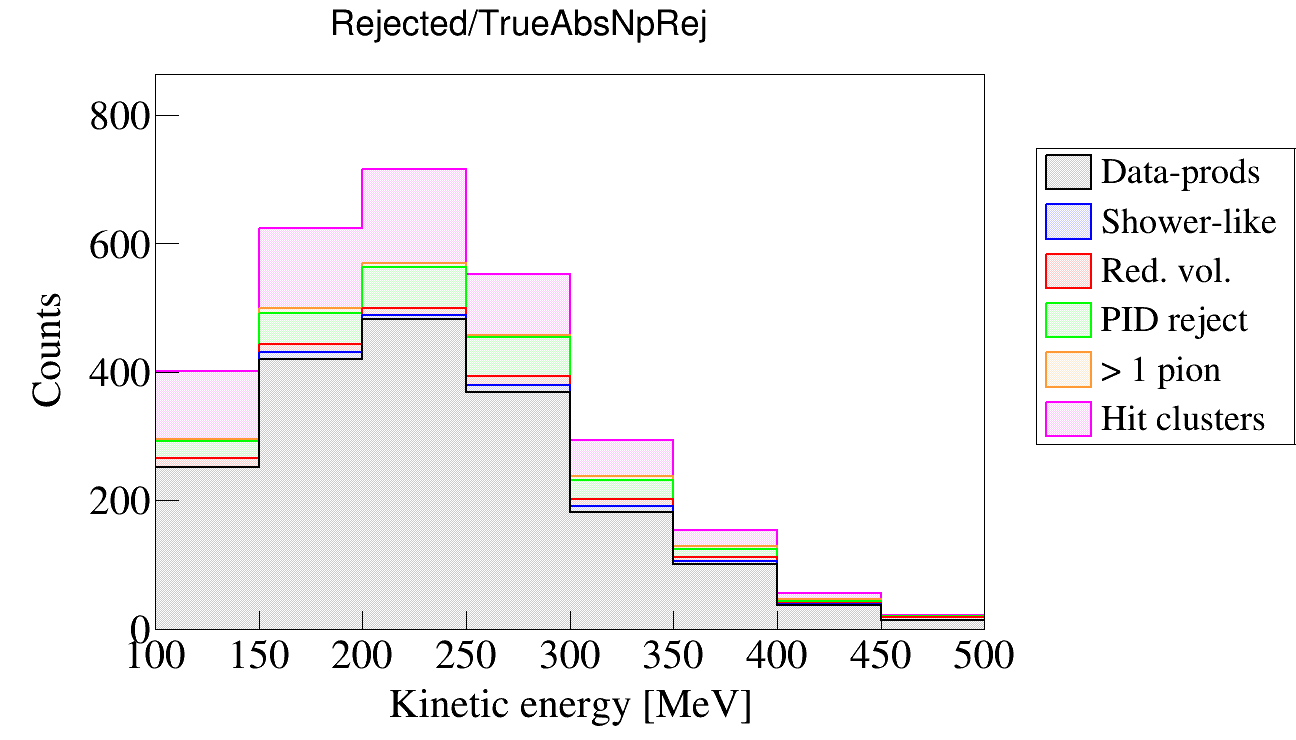 Rejected/TrueAbsNpRej
800
600
400
200
0
100 150 200 250 300 350 400 450 500
Counts
Kinetic energy [MeV]
Data-prods
Shower-like
Red. vol.
PID reject
> 1 pion
Hit clusters